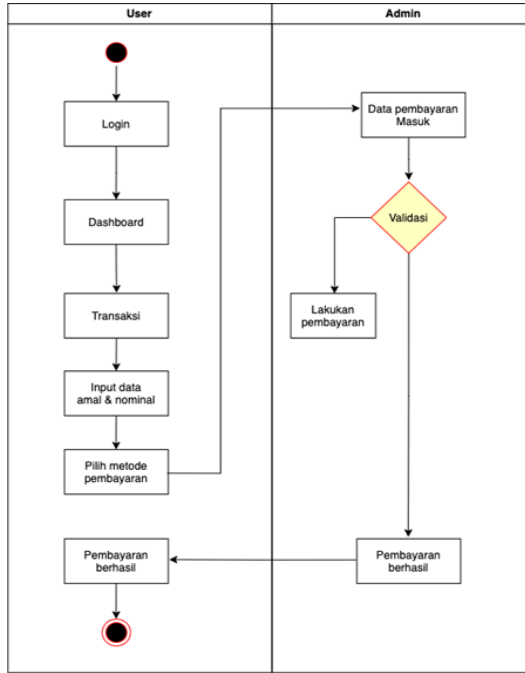 User
Admin
Login
Dashboard
Transaksi
Input data
amal & nominal
Pilih metode
pembayaran
Data pembayaran
Masuk
Validasi
Lakukan
pembayaran
Pembayaran
berhasil
Pembayaran
berhasil